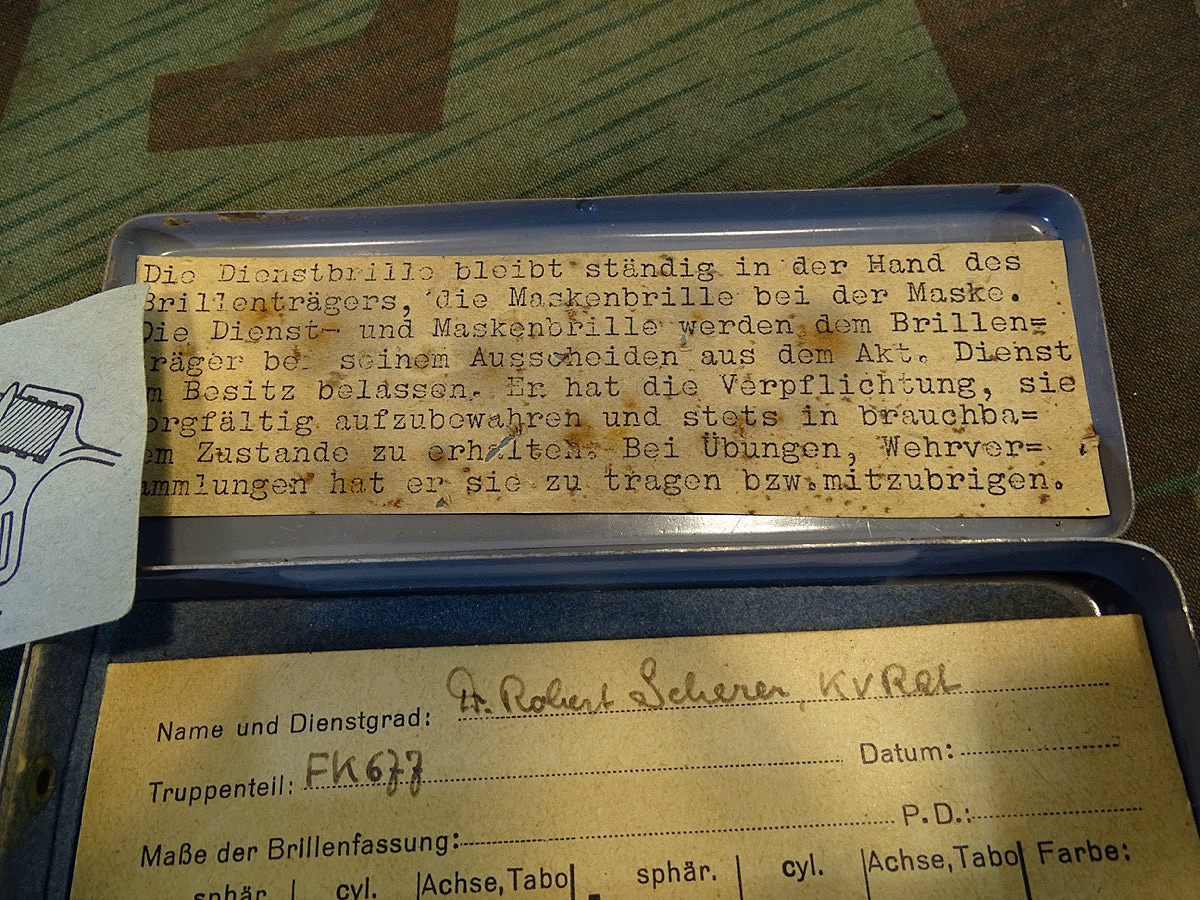 Die Dienstbrille bleibt ständig in der Hand des
Brillenträgers, die Maskenbrille bei der Maske.
Die Dienst- und Maskenbrille werden dem Brillen=
räger bei seinem Ausscheiden aus dem Akt. Dienst
m Besitz belassen. Er hat die Verpflichtung, sie
orgfältig aufzubewahren und stets in brauchba=
em Zustande zu erhalten. Bei Übungen, Wehrver=
ammlungen hat er sie zu tragen bzw.mitzubrigen.
Name und Dienstgrad: Dr. Robert Scherer, KVRat
Truppenteil: FK677 Datum:
Maße der Brillenfassung: P.D.:
sphär. cyl. Achse,Tabo sphär. cyl. Achse,Tabo Farbe: